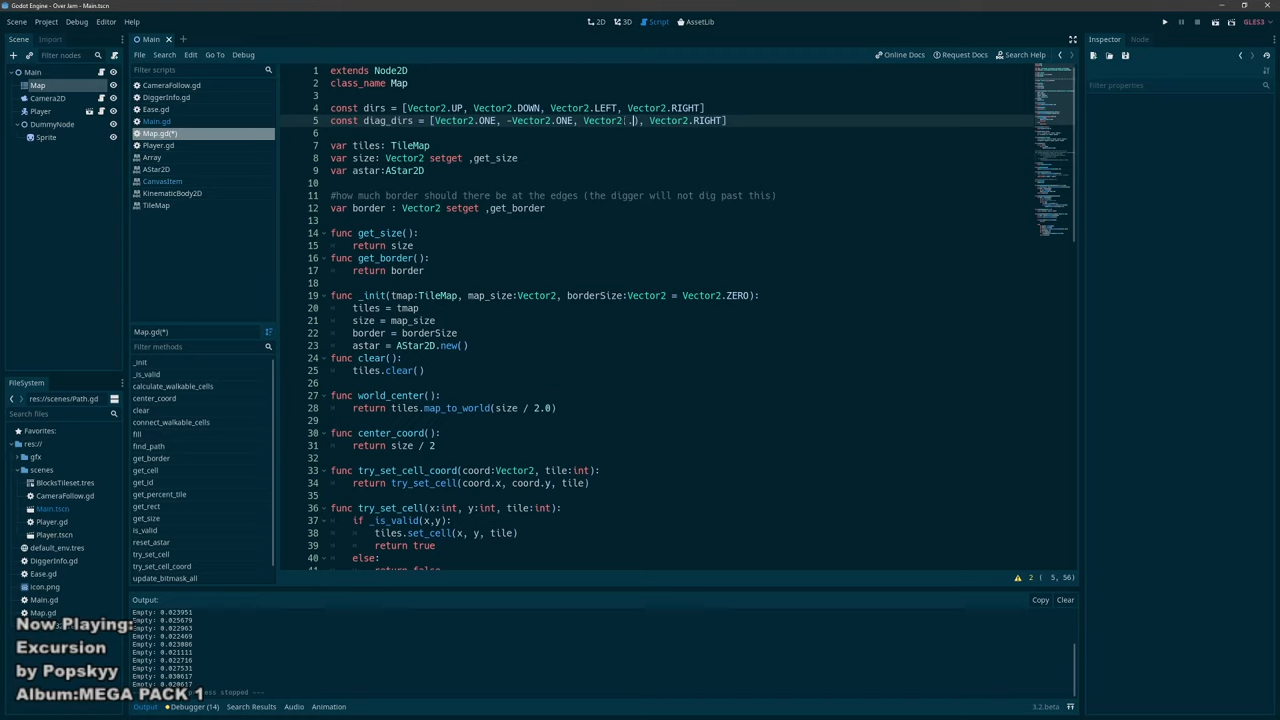 Godot Engine - Over Jam - Main.tscn
Scene Project Debug Editor Help
2D 3D Script AssetLib
GLES3
Scene Import
Filter nodes
Main
Map
Camera2D
Player
DummyNode
Sprite
FileSystem
res://scenes/Path.gd
Search files
Favorites:
res://
gfx
scenes
BlocksTileset.tres
CameraFollow.gd
Main.tscn
Player.gd
Player.tscn
default_env.tres
DiggerInfo.gd
Ease.gd
icon.png
Main.gd
Map.gd
Main
File Search Edit Go To Debug
Online Docs Request Docs Search Help
Filter scripts
CameraFollow.gd
DiggerInfo.gd
Ease.gd
Main.gd
Map.gd(*)
Player.gd
Array
AStar2D
CanvasItem
KinematicBody2D
TileMap
Map.gd(*)
Filter methods
_init
_is_valid
calculate_walkable_cells
center_coord
clear
connect_walkable_cells
fill
find_path
get_border
get_cell
get_id
get_percent_tile
get_rect
get_size
is_valid
reset_astar
try_set_cell
try_set_cell_coord
update_bitmask_all
1 extends Node2D
2 class_name Map
3
4 const dirs = [Vector2.UP, Vector2.DOWN, Vector2.LEFT, Vector2.RIGHT]
5 const diag_dirs = [Vector2.ONE, -Vector2.ONE, Vector2(.), Vector2.RIGHT]
6
7 var tiles: TileMap
8 var size: Vector2 setget ,get_size
9 var astar:AStar2D
10
11 #how much border should there be at the edges (the digger will not dig past this)
12 var border : Vector2 setget ,get_border
13
14 func get_size():
15 return size
16 func get_border():
17 return border
18
19 func _init(tmap:TileMap, map_size:Vector2, borderSize:Vector2 = Vector2.ZERO):
20 tiles = tmap
21 size = map_size
22 border = borderSize
23 astar = AStar2D.new()
24 func clear():
25 tiles.clear()
26
27 func world_center():
28 return tiles.map_to_world(size / 2.0)
29
30 func center_coord():
31 return size / 2
32
33 func try_set_cell_coord(coord:Vector2, tile:int):
34 return try_set_cell(coord.x, coord.y, tile)
35
36 func try_set_cell(x:int, y:int, tile:int):
37 if _is_valid(x,y):
38 tiles.set_cell(x, y, tile)
39 return true
40 else:
41 return false
2 ( 5, 56)
Output:
Copy Clear
Empty: 0.023951
Empty: 0.025679
Empty: 0.022963
Empty: 0.022469
Empty: 0.023086
Empty: 0.021111
Empty: 0.022716
Empty: 0.027531
Empty: 0.030617
Empty: 0.020617
process stopped ---
Output Debugger (14) Search Results Audio Animation
3.2.beta
Inspector Node
Filter properties
Now Playing:
Excursion
by Popskyy
Album:MEGA PACK 1